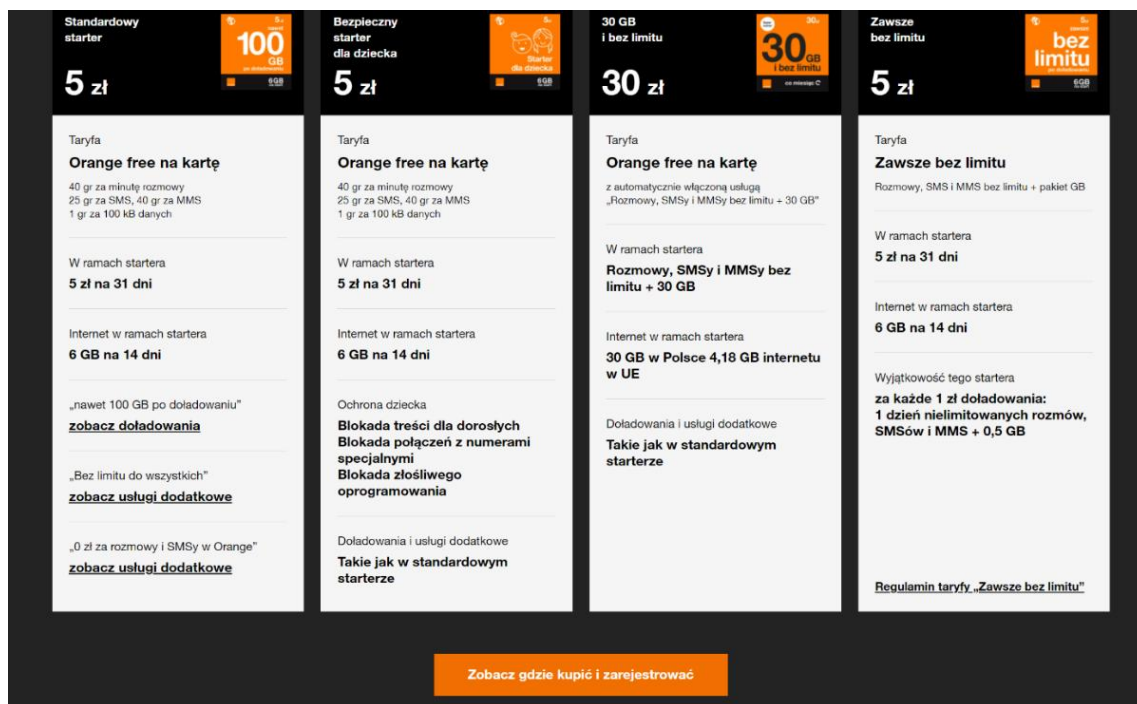 Standardowy
starter
5 zł
100
GB
po doładowaniu
6GB
Taryfa
Orange free na kartę
40 gr za minutę rozmowy
25 gr za SMS, 40 gr za MMS
1 gr za 100 kB danych
W ramach startera
5 zł na 31 dni
Internet w ramach startera
6 GB na 14 dni
„nawet 100 GB po doładowaniu”
zobacz doładowania
„Bez limitu do wszystkich”
zobacz usługi dodatkowe
„0 zł za rozmowy i SMSy w Orange”
zobacz usługi dodatkowe
Bezpieczny
starter
dla dziecka
5 zł
Starter
dla dziecka
6GB
Taryfa
Orange free na kartę
40 gr za minutę rozmowy
25 gr za SMS, 40 gr za MMS
1 gr za 100 kB danych
W ramach startera
5 zł na 31 dni
Internet w ramach startera
6 GB na 14 dni
Ochrona dziecka
Blokada treści dla dorosłych
Blokada połączeń z numerami
specjalnymi
Blokada złośliwego
oprogramowania
Doładowania i usługi dodatkowe
Takie jak w standardowym
starterze
30 GB
i bez limitu
30 zł
30GB
i bez limitu
co miesiąc
Taryfa
Orange free na kartę
z automatycznie włączoną usługą
„Rozmowy, SMSy i MMSy bez limitu + 30 GB”
W ramach startera
Rozmowy, SMSy i MMSy bez
limitu + 30 GB
Internet w ramach startera
30 GB w Polsce 4,18 GB internetu
w UE
Doładowania i usługi dodatkowe
Takie jak w standardowym
starterze
Zawsze
bez limitu
5 zł
bez
limitu
po doładowaniu
6GB
Taryfa
Zawsze bez limitu
Rozmowy, SMS i MMS bez limitu + pakiet GB
W ramach startera
5 zł na 31 dni
Internet w ramach startera
6 GB na 14 dni
Wyjątkowość tego startera
za każde 1 zł doładowania:
1 dzień nielimitowanych rozmów,
SMSów i MMS + 0,5 GB
Regulamin taryfy „Zawsze bez limitu”
Zobacz gdzie kupić i zarejestrować